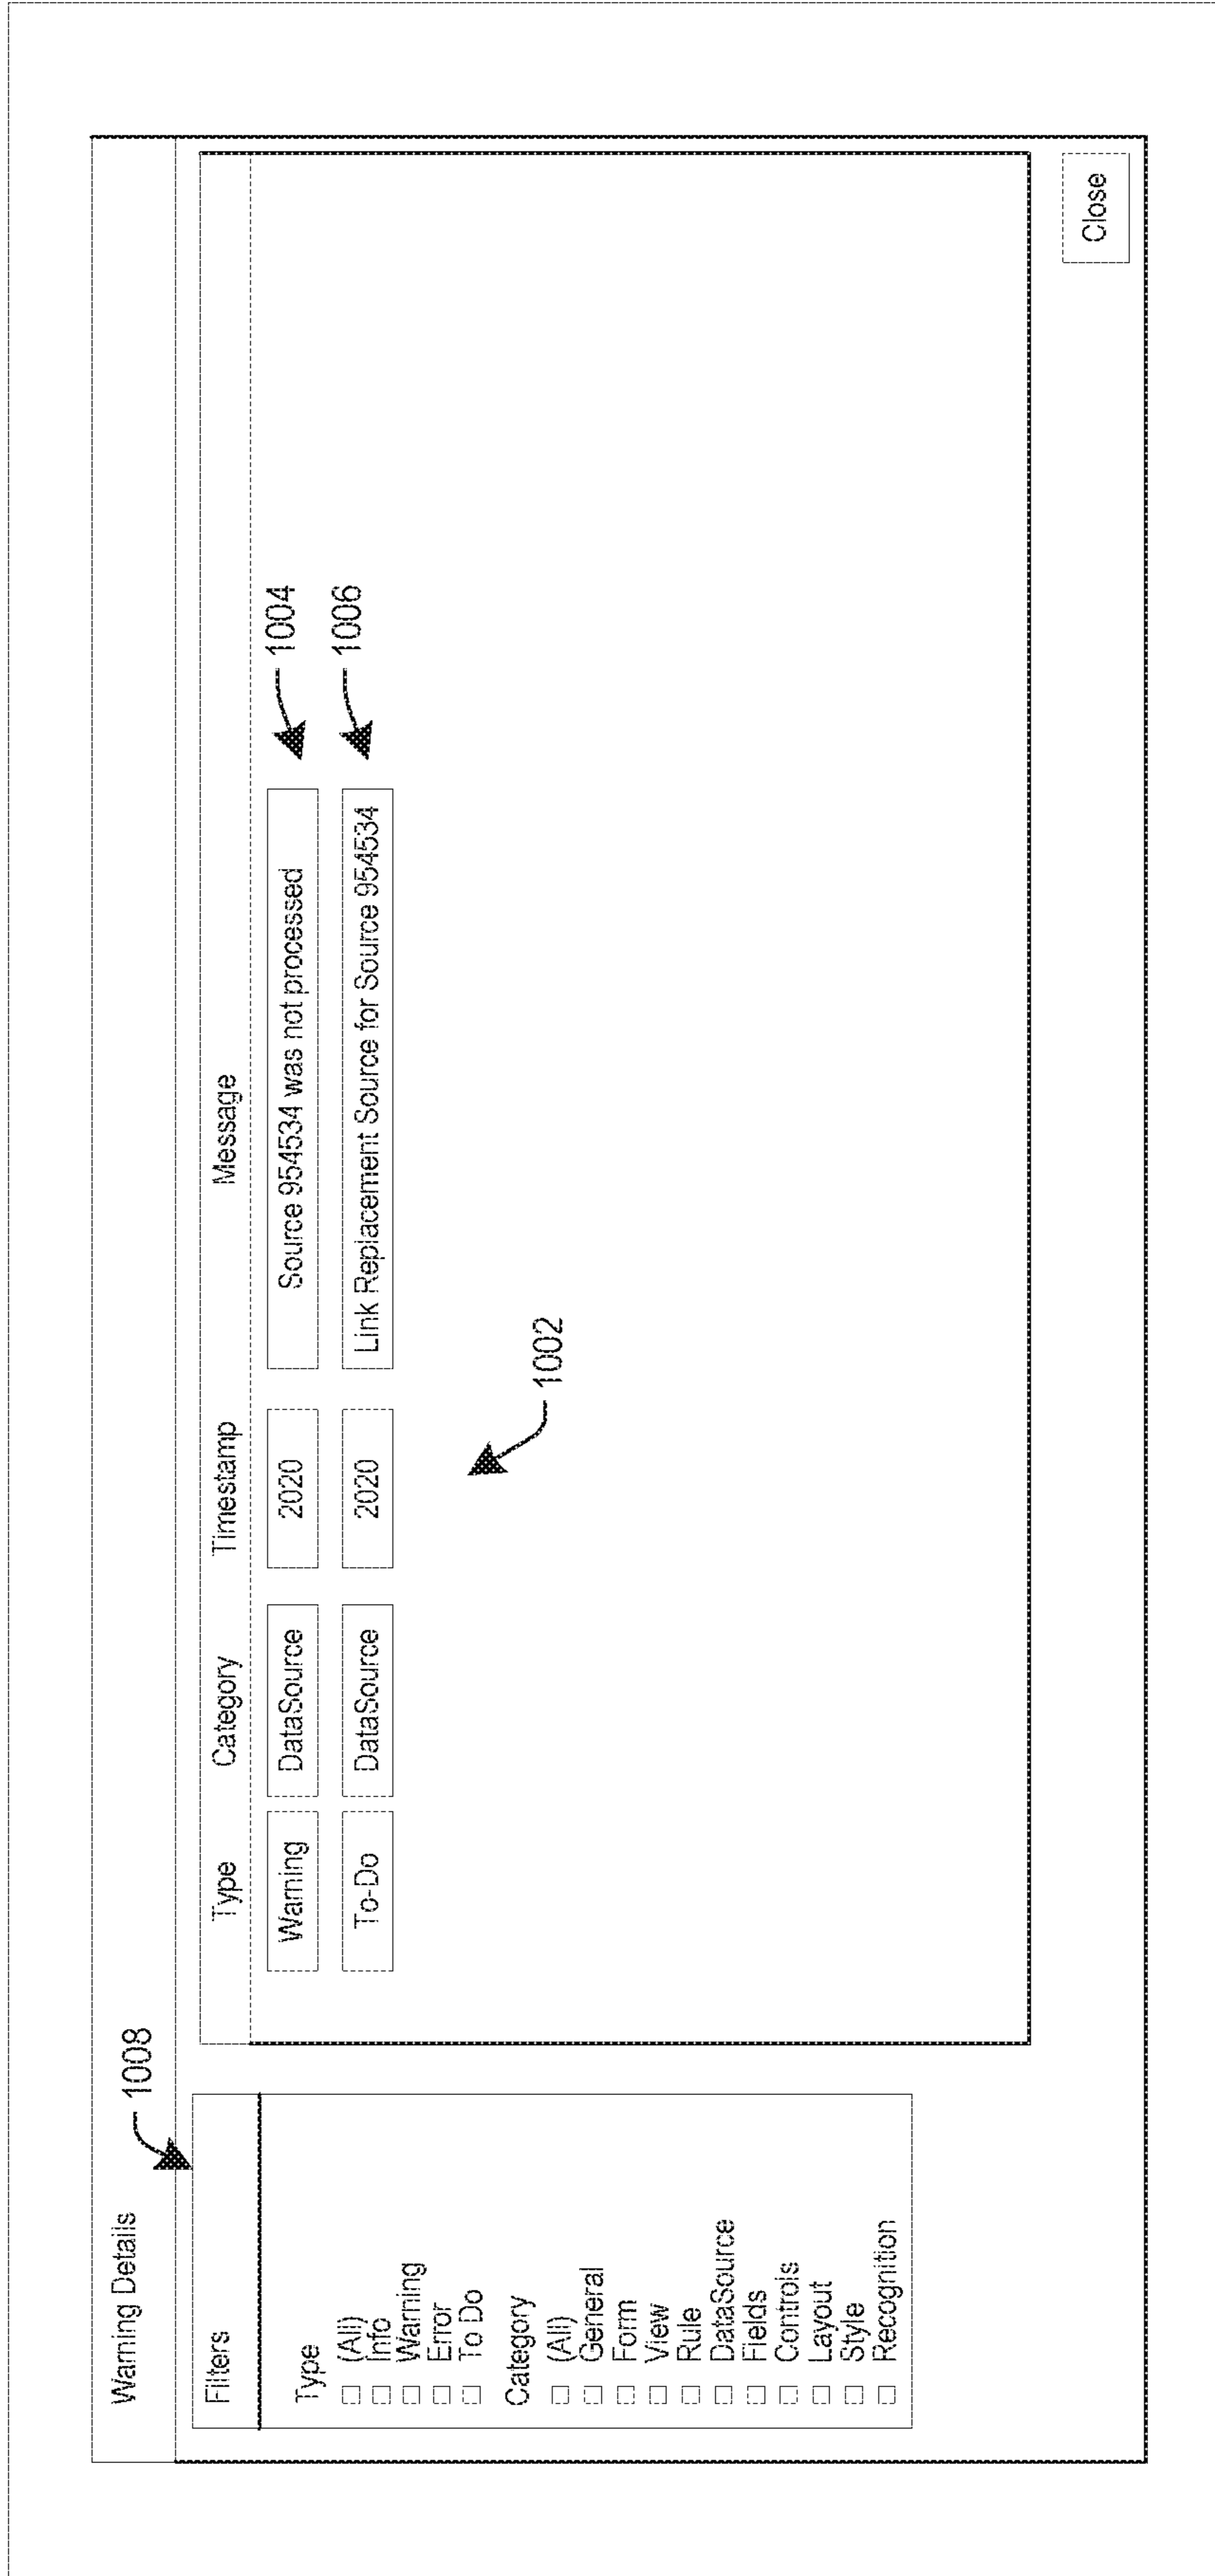 Warning Details
1008
Filters
Type
(All)
Info
Warning
Error
To Do
Category
(All)
General
Form
View
Rule
DataSource
Fields
Controls
Layout
Style
Recognition
Type Category Timestamp Message
Warning DataSource 2020 Source 954534 was not processed 1004
To-Do DataSource 2020 Link Replacement Source for Source 954534 1006
1002
Close